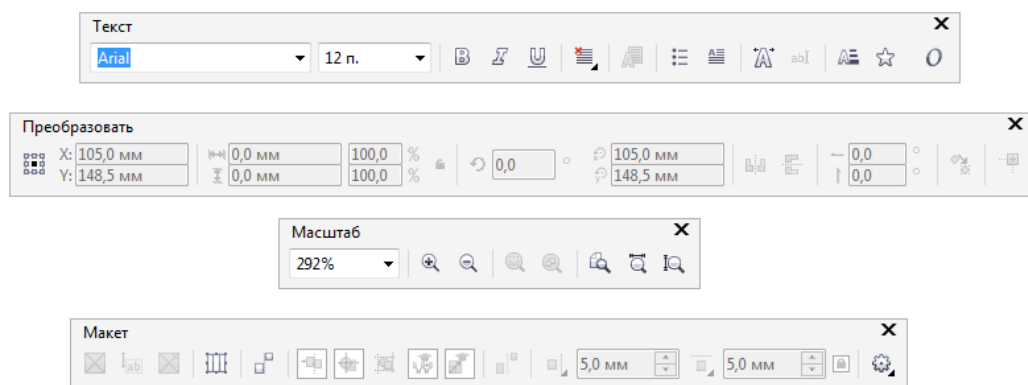 Текст
Arial 12 п. B I U A abI A O
Преобразовать
X: 105,0 мм 0,0 мм 100,0 % 0,0 ° 105,0 мм 0,0 °
Y: 148,5 мм 0,0 мм 100,0 % 148,5 мм 0,0 °
Масштаб
292%
Макет
ab 5,0 мм 5,0 мм